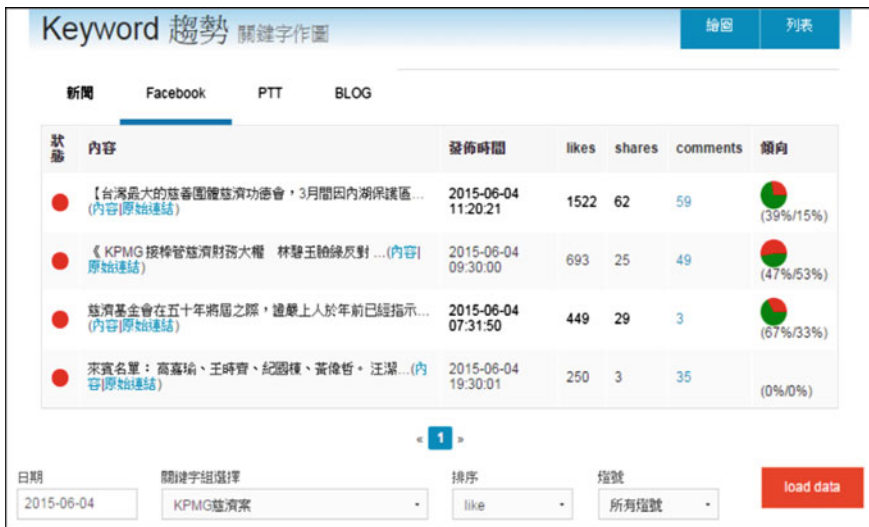 Keyword 趨勢 關鍵字作圖
繪圖 列表
新聞 Facebook PTT BLOG
狀態 內容 發佈時間 likes shares comments 傾向
【台灣最大的慈善團體慈濟功德會，3月間因內湖保護區... 2015-06-04
(內容|原始連結) 11:20:21 1522 62 59 (39%/15%)
《 KPMG 接棒管慈濟財務大權 林碧玉臉綠反對 ...(內容| 2015-06-04
原始連結) 09:30:00 693 25 49 (47%/53%)
慈濟基金會在五十年將屆之際，證嚴上人於年前已經指示... 2015-06-04
(內容|原始連結) 07:31:50 449 29 3 (67%/33%)
來賓名單： 高嘉瑜、王時齊、紀國棟、黃偉哲。 汪潔...(內 2015-06-04
容|原始連結) 19:30:01 250 3 35 (0%/0%)
« 1 »
日期 關鍵字組選擇 排序 燈號
2015-06-04 KPMG慈濟案 like 所有燈號 load data